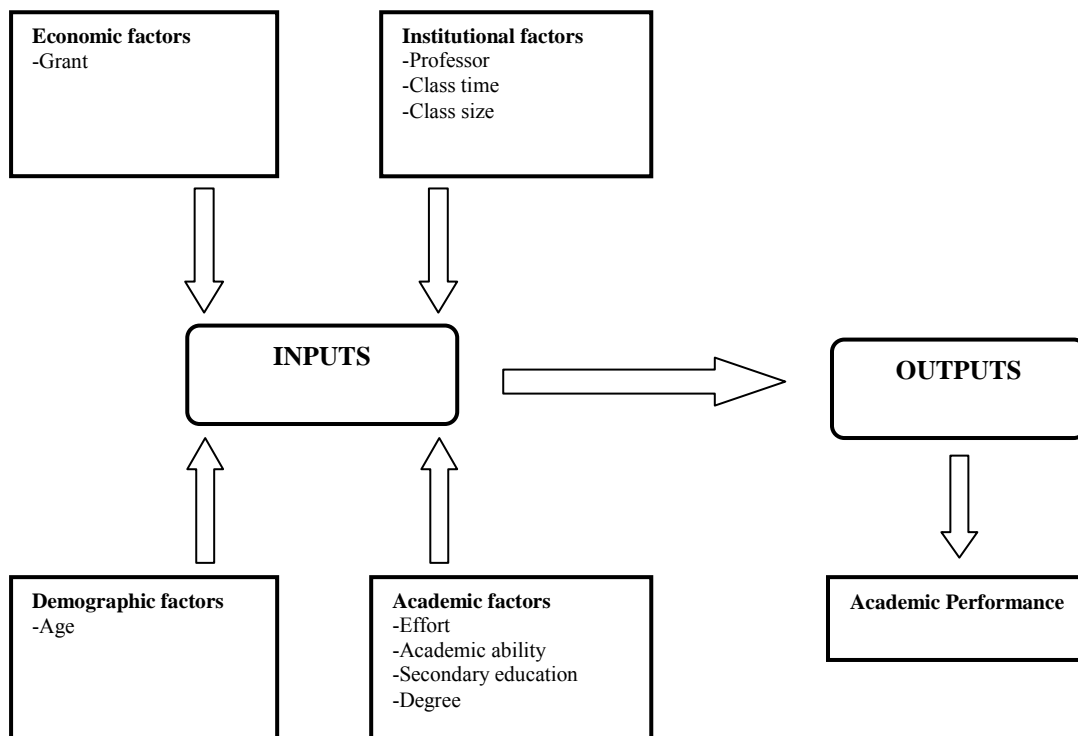 Economic factors
-Grant
Institutional factors
-Professor
-Class time
-Class size
INPUTS
OUTPUTS
Demographic factors
-Age
Academic factors
-Effort
-Academic ability
-Secondary education
-Degree
Academic Performance